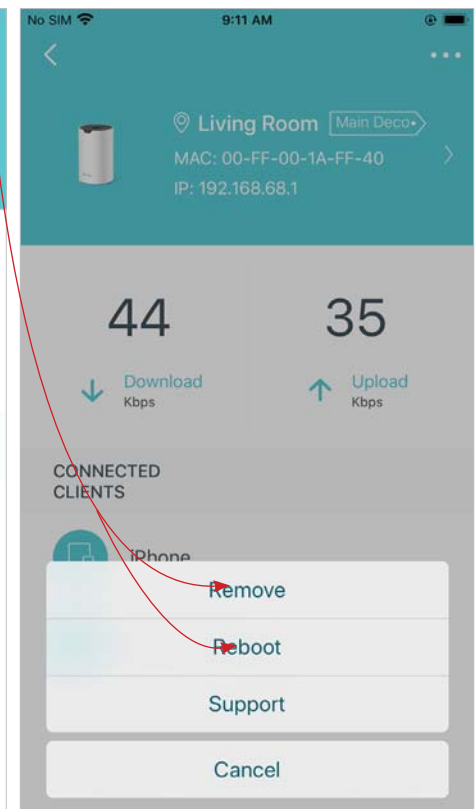 No SIM 9:11 AM
Living Room Main Deco
MAC: 00-FF-00-1A-FF-40
IP: 192.168.68.1
44 35
Download Upload
Kbps Kbps
CONNECTED
CLIENTS
iPhone
Remove
Reboot
Support
Cancel